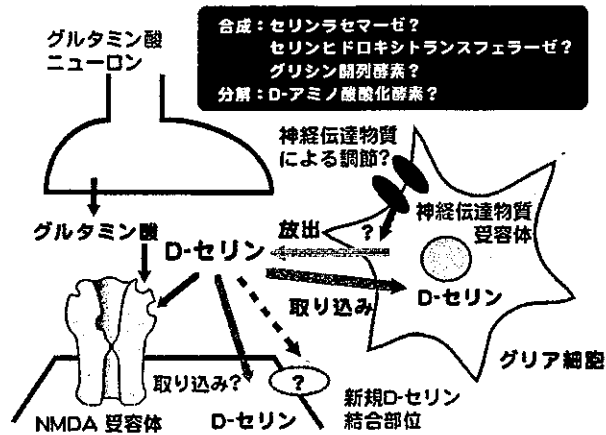 グルタミン酸
ニューロン
合成：セリンラセマーゼ？
セリンヒドロキシトランスフェラーゼ？
グリシン開列酵素？
分解：D-アミノ酸酸化酵素？
神経伝達物質
による調節?
神経伝達物質
受容体
グルタミン酸
放出
?
D-セリン
D-セリン
取り込み
グリア細胞
取り込み?
?
新規D-セリン
結合部位
NMDA 受容体
D-セリン